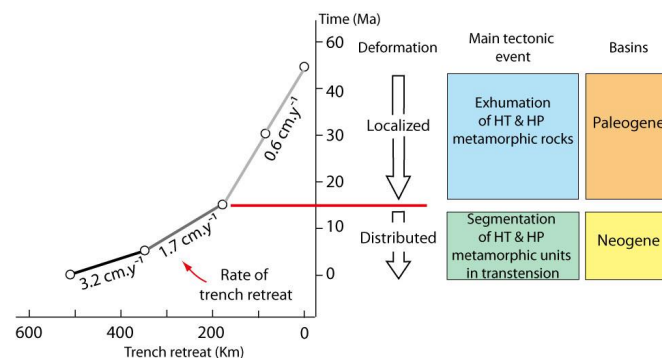 Time (Ma)
60
40
30
20
10
0
0.6 cm.y⁻¹
1.7 cm.y⁻¹
3.2 cm.y⁻¹
Rate of
trench retreat
600
400
200
0
Trench retreat (Km)
Deformation
Localized
Distributed
Main tectonic
event
Exhumation
of HT & HP
metamorphic rocks
Segmentation
of HT & HP
metamorphic units
in transtension
Basins
Paleogene
Neogene